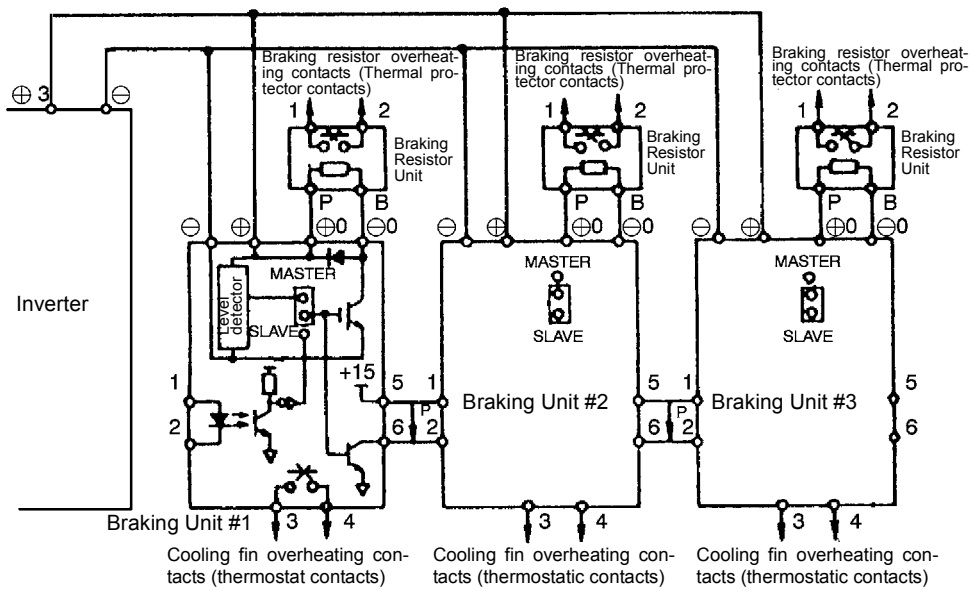 Braking resistor overheat-
ing contacts (Thermal pro-
tector contacts)
Braking resistor overheat-
ing contacts (Thermal pro-
tector contacts)
Braking resistor overheat-
ing contacts (Thermal pro-
tector contacts)
⊕ 3 ⊖
1 2
1 2
1 2
Braking
Resistor
Unit
Braking
Resistor
Unit
Braking
Resistor
Unit
P B
P B
P B
⊖ ⊕ ⊕0 ⊖0
⊖ ⊕ ⊕0 ⊖0
⊖ ⊕ ⊕0 ⊖0
Inverter
Level
detector
MASTER
SLAVE
MASTER
SLAVE
MASTER
SLAVE
+15
1 5 1 5 1 5
Braking Unit #2
Braking Unit #3
P P
2 6 2 6 2 6
Braking Unit #1
3 4
3 4
3 4
Cooling fin overheating con-
tacts (thermostat contacts)
Cooling fin overheating con-
tacts (thermostatic contacts)
Cooling fin overheating con-
tacts (thermostatic contacts)